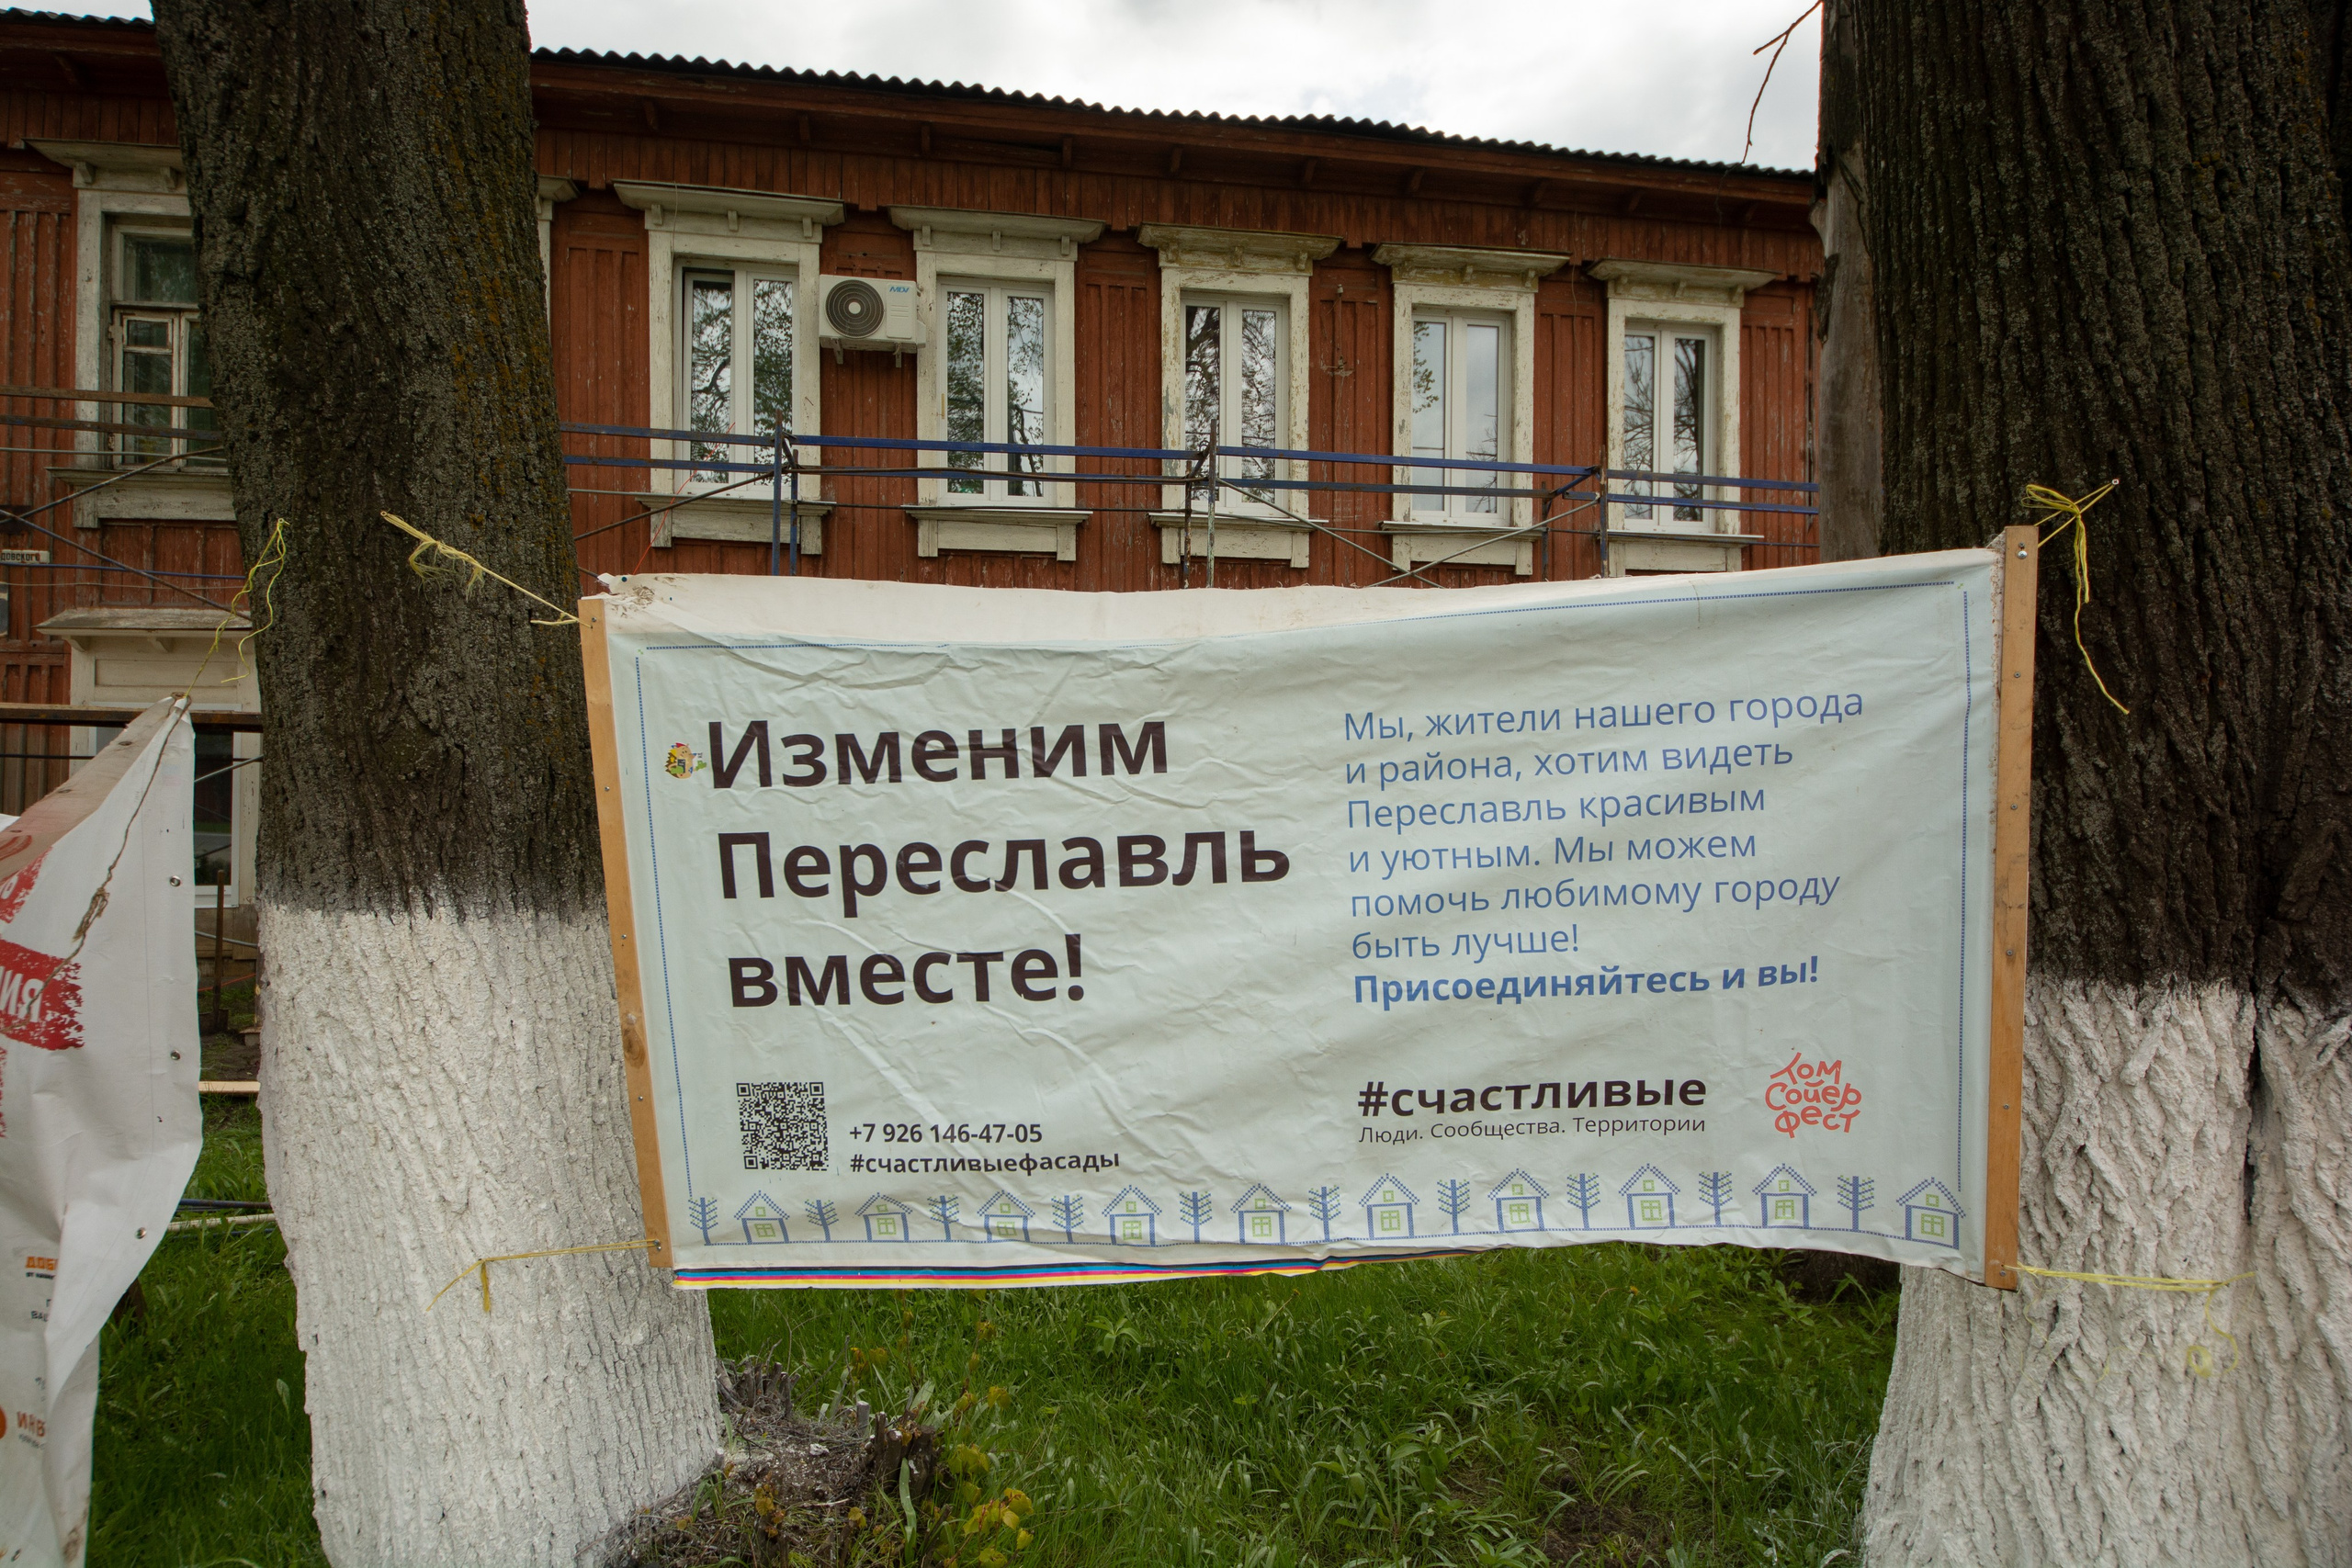 MDV
Изменим
Переславль
вместе!
+7 926 146-47-05
#счастливыефасады
Мы, жители нашего города
и района, хотим видеть
Переславль красивым
и уютным. Мы можем
помочь любимому городу
быть лучше!
Присоединяйтесь и вы!
#счастливые
Люди. Сообщества. Территории
Том
Сойер
Фест